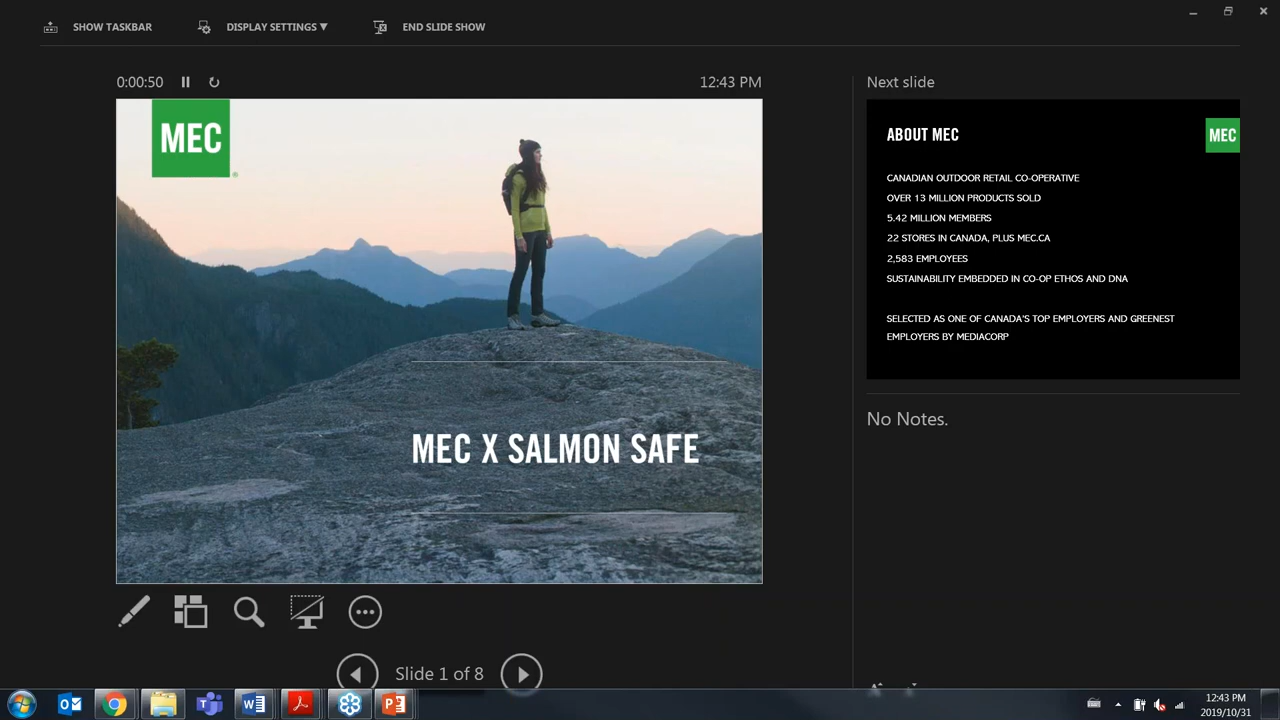 SHOW TASKBAR
DISPLAY SETTINGS ▼
END SLIDE SHOW
0:00:50
12:43 PM
MEC
®
MEC X SALMON SAFE
Slide 1 of 8
Next slide
ABOUT MEC
MEC
CANADIAN OUTDOOR RETAIL CO-OPERATIVE
OVER 13 MILLION PRODUCTS SOLD
5.42 MILLION MEMBERS
22 STORES IN CANADA, PLUS MEC.CA
2,583 EMPLOYEES
SUSTAINABILITY EMBEDDED IN CO-OP ETHOS AND DNA
SELECTED AS ONE OF CANADA'S TOP EMPLOYERS AND GREENEST
EMPLOYERS BY MEDIACORP
No Notes.
12:43 PM
2019/10/31